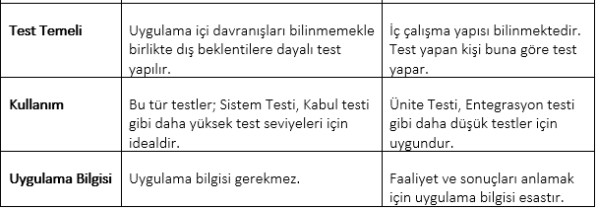 Test Temeli
Uygulama içi davranışları bilinmemekle
birlikte dış beklentilere dayalı test
yapılır.
İç çalışma yapısı bilinmektedir.
Test yapan kişi buna göre test
yapar.
Kullanım
Bu tür testler; Sistem Testi, Kabul testi
gibi daha yüksek test seviyeleri için
idealdir.
Ünite Testi, Entegrasyon testi
gibi daha düşük testler için
uygundur.
Uygulama Bilgisi
Uygulama bilgisi gerekmez.
Faaliyet ve sonuçları anlamak
için uygulama bilgisi esastır.